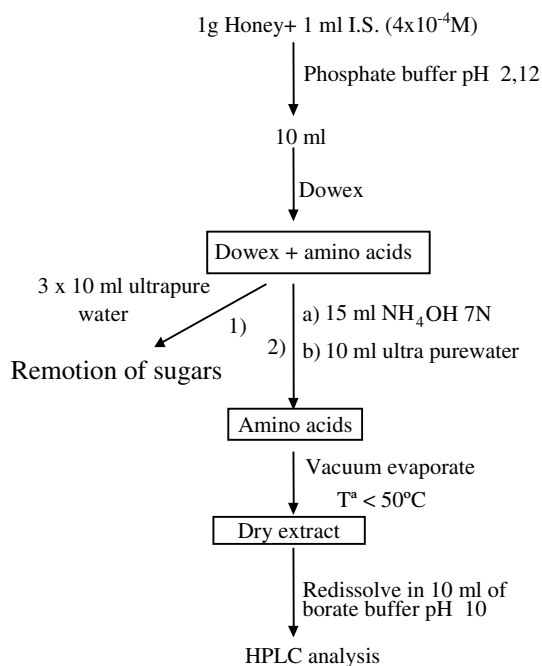 1g Honey+ 1 ml I.S. (4x10-4M)
Phosphate buffer pH 2,12
10 ml
Dowex
Dowex + amino acids
3 x 10 ml ultrapure
water
1)
Remotion of sugars
2)
a) 15 ml NH4OH 7N
b) 10 ml ultra purewater
Amino acids
Vacuum evaporate
Tª < 50ºC
Dry extract
Redissolve in 10 ml of
borate buffer pH 10
HPLC analysis